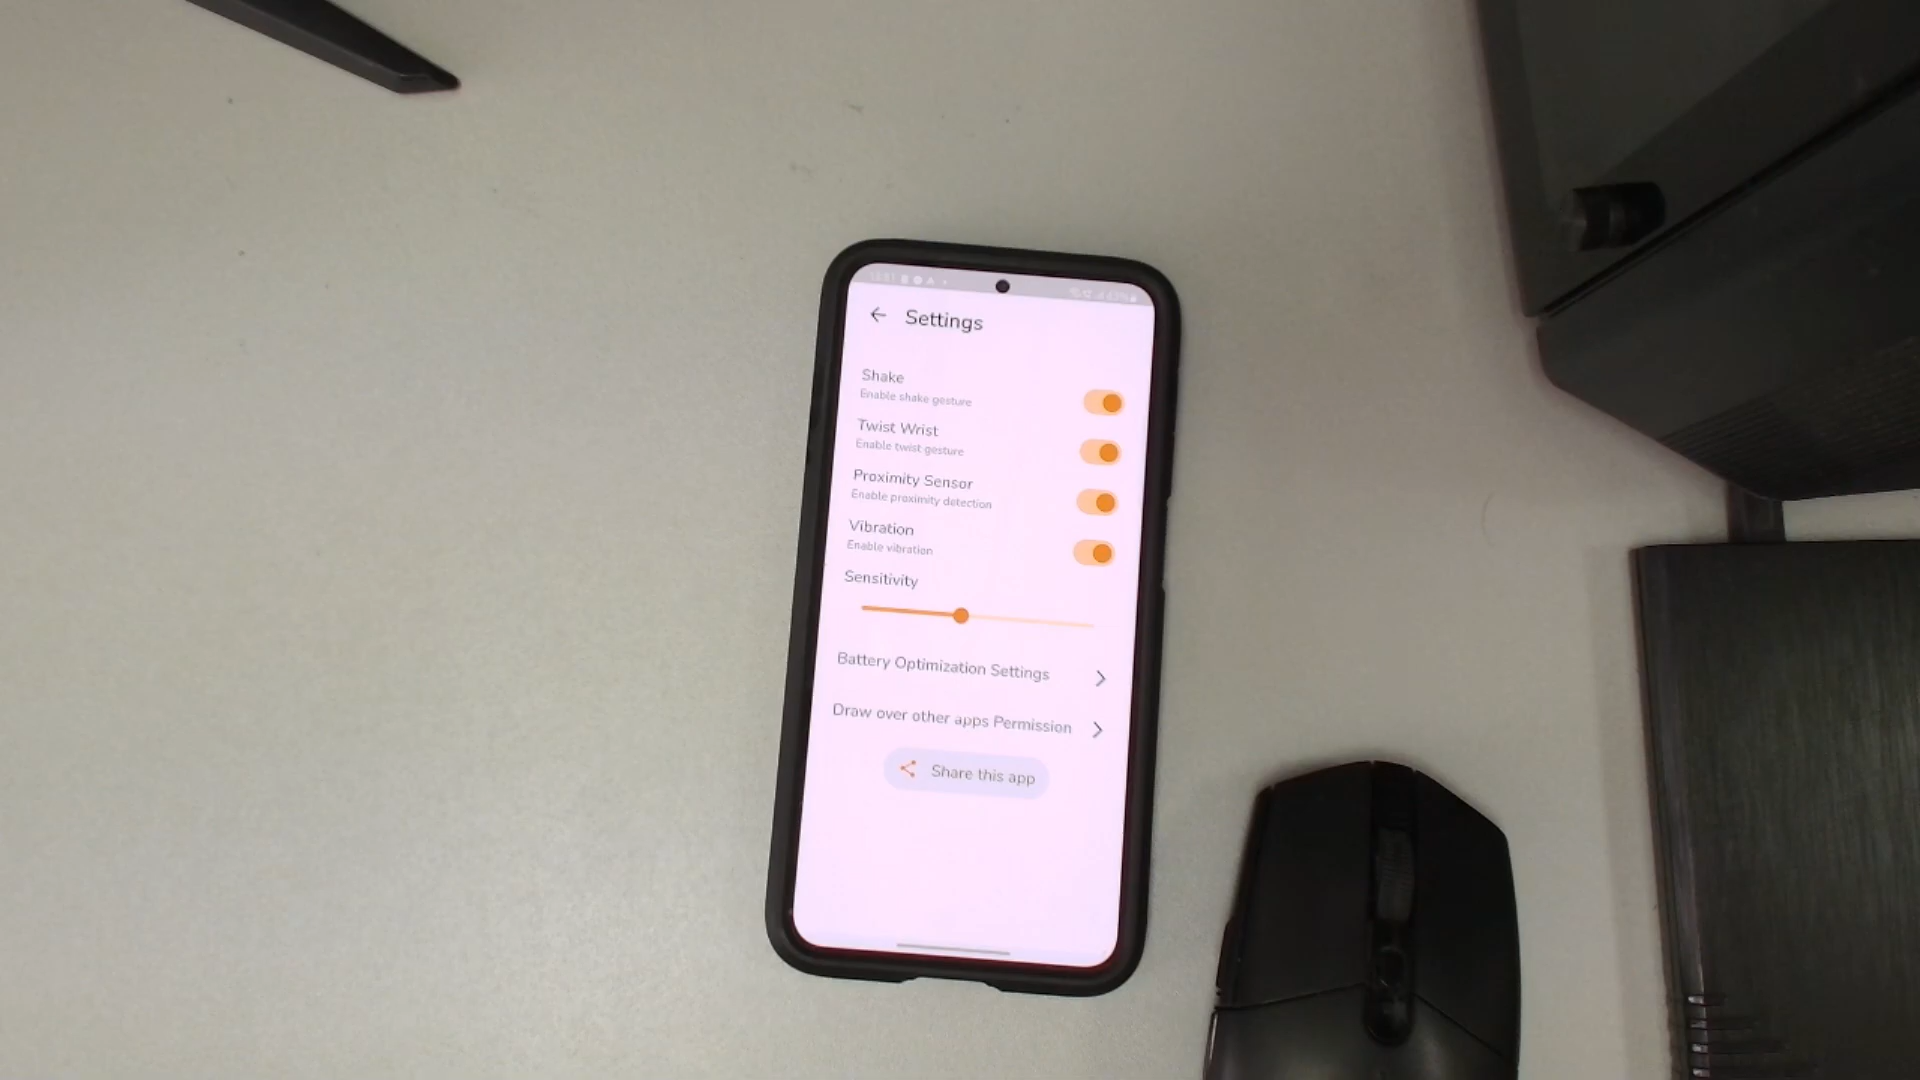 Settings
Shake
Enable shake gesture
Twist Wrist
Enable twist gesture
Proximity Sensor
Enable proximity detection
Vibration
Enable vibration
Sensitivity
Battery Optimization Settings
Draw over other apps Permission
Share this app